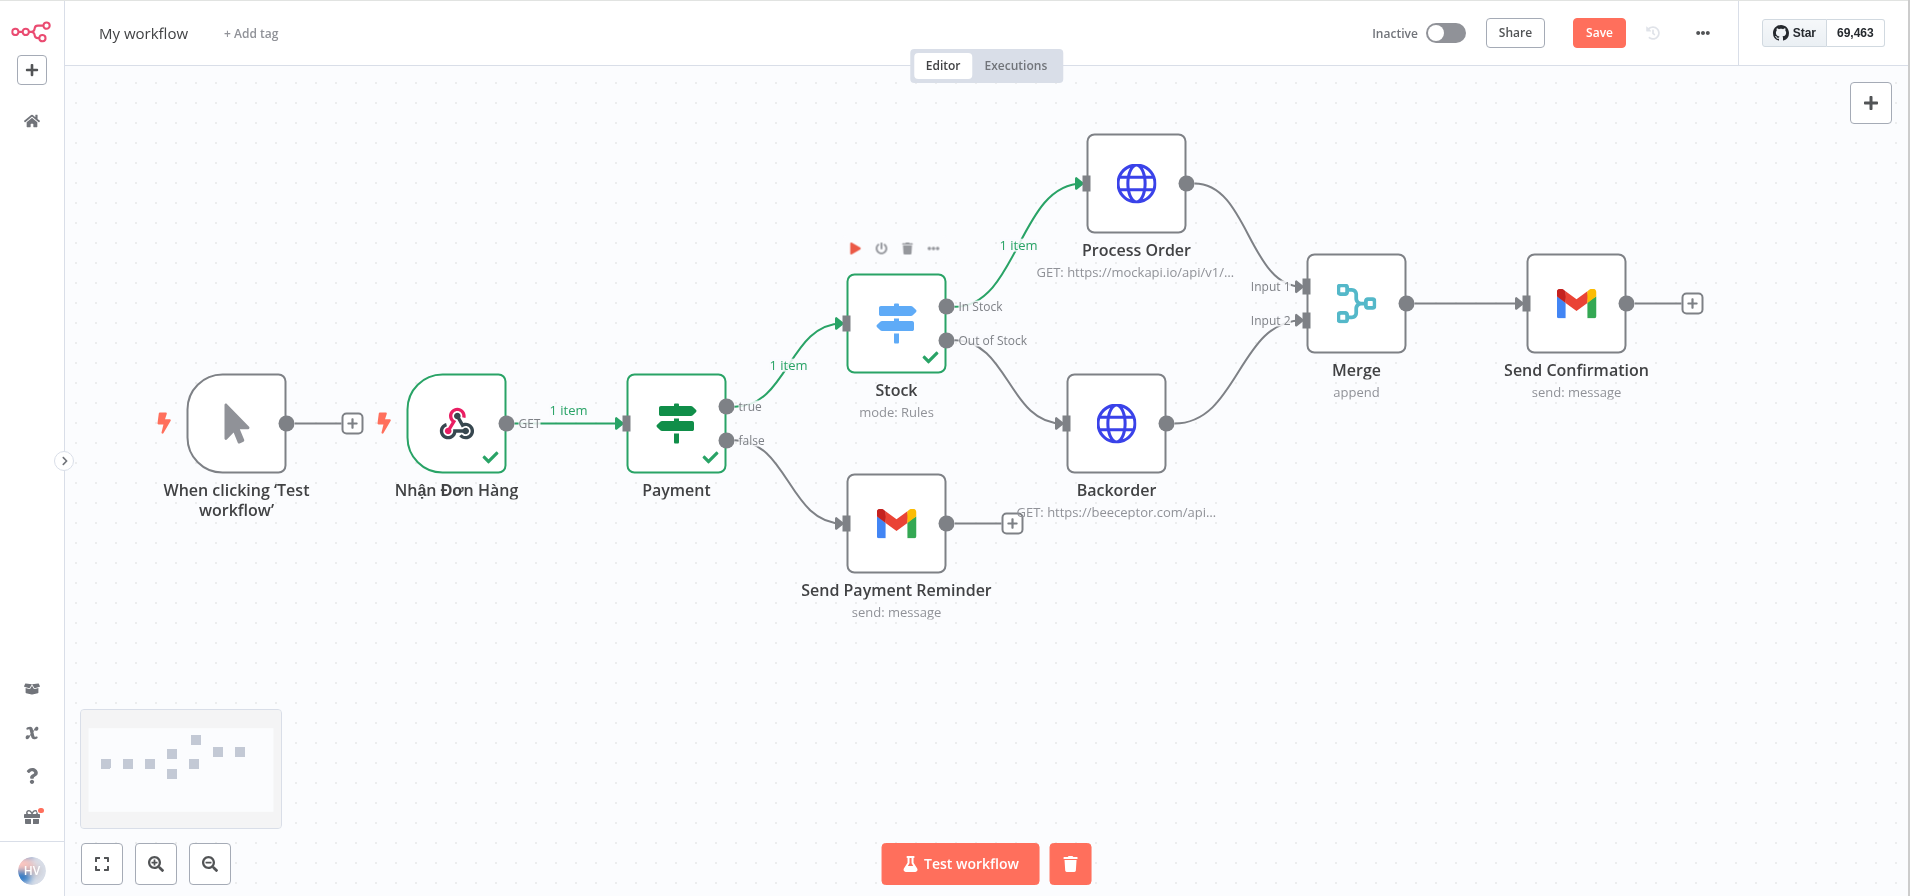 My workflow
+ Add tag
Inactive
Share
Save
Star
69,463
Editor
Executions
Process Order
GET: https://mockapi.io/api/v1/...
1 item
In Stock
Out of Stock
Input 1
Input 2
Stock
mode: Rules
1 item
Merge
append
Send Confirmation
send: message
When clicking ‘Test
workflow’
GET
1 item
Nhận Đơn Hàng
true
false
Payment
Backorder
GET: https://beeceptor.com/api...
Send Payment Reminder
send: message
HV
Test workflow